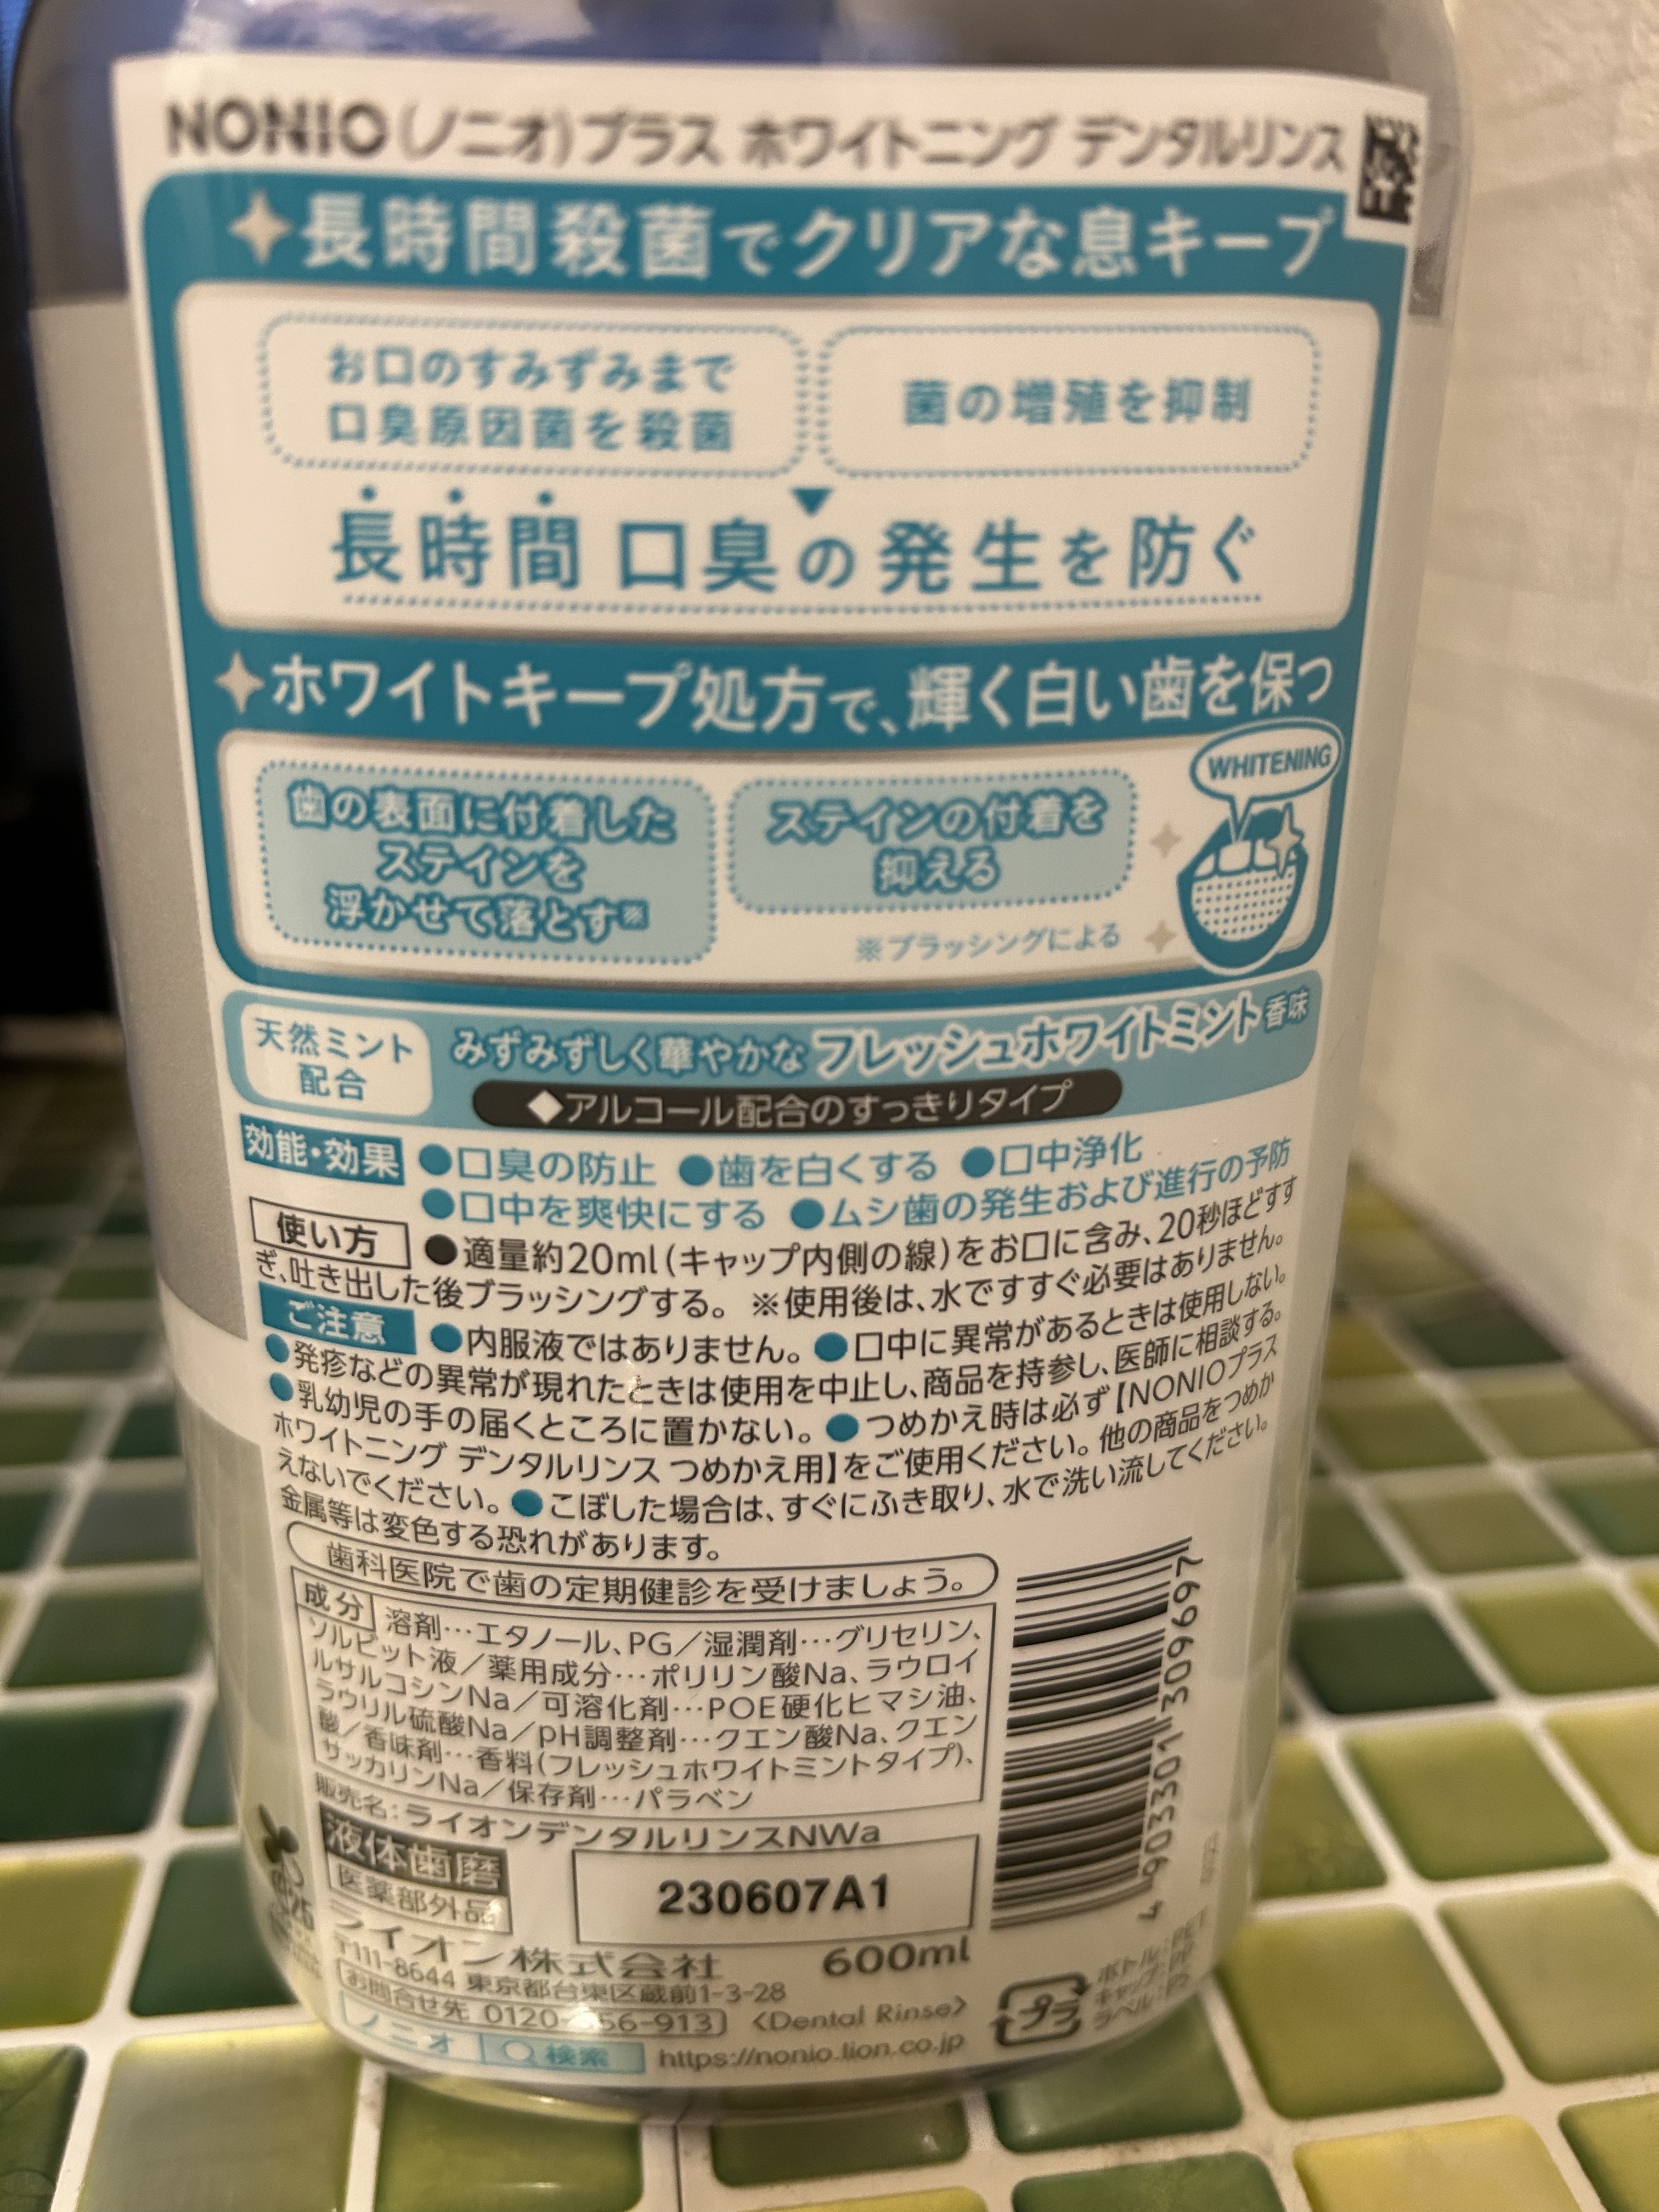 NONIO(ノニオ)プラス ホワイトニング デンタルリンス
長時間殺菌でクリアな息キープ
お口のすみずみまで
口臭原因菌を殺菌
菌の増殖を抑制
長時間 口臭の発生を防ぐ
ホワイトキープ処方で、輝く白い歯を保つ
歯の表面に付着した
ステインを
浮かせて落とす※
ステインの付着を
抑える
※ブラッシングによる
WHITENING
天然ミント
配合
みずみずしく華やかなフレッシュホワイトミント香味
◆アルコール配合のすっきりタイプ
効能・効果 ●口臭の防止 ●歯を白くする ●口中浄化
●口中を爽快にする ●ムシ歯の発生および進行の予防
使い方 ●適量約20ml(キャップ内側の線)をお口に含み、20秒ほどすす
ぎ、吐き出した後ブラッシングする。 ※使用後は、水ですすぐ必要はありません。
ご注意 ●内服液ではありません。●口中に異常があるときは使用しない。
●発疹などの異常が現れたときは使用を中止し、商品を持参し、医師に相談する。
●乳幼児の手の届くところに置かない。●つめかえ時は必ず【NONIOプラス
ホワイトニング デンタルリンス つめかえ用】をご使用ください。他の商品をつめか
えないでください。●こぼした場合は、すぐにふき取り、水で洗い流してください。
金属等は変色する恐れがあります。
歯科医院で歯の定期健診を受けましょう。
成分 溶剤…エタノール、PG／湿潤剤…グリセリン、
ソルビット液／薬用成分…ポリリン酸Na、ラウロイ
ルサルコシンNa／可溶化剤…POE硬化ヒマシ油、
ラウリル硫酸Na／pH調整剤…クエン酸Na、クエン
酸／香味剤…香料(フレッシュホワイトミントタイプ)、
サッカリンNa／保存剤…パラベン
販売名：ライオンデンタルリンスNWa
液体歯磨
医薬部外品
230607A1
4 903301 309697
ライオン株式会社 600ml
〒111-8644 東京都台東区蔵前1-3-28
お問合せ先 0120- 56-913 〈Dental Rinse〉
ノニオ 検索 https://nonio.lion.co.jp
プラ
ボトル：PET
キャップ：PP
ラベル：PS